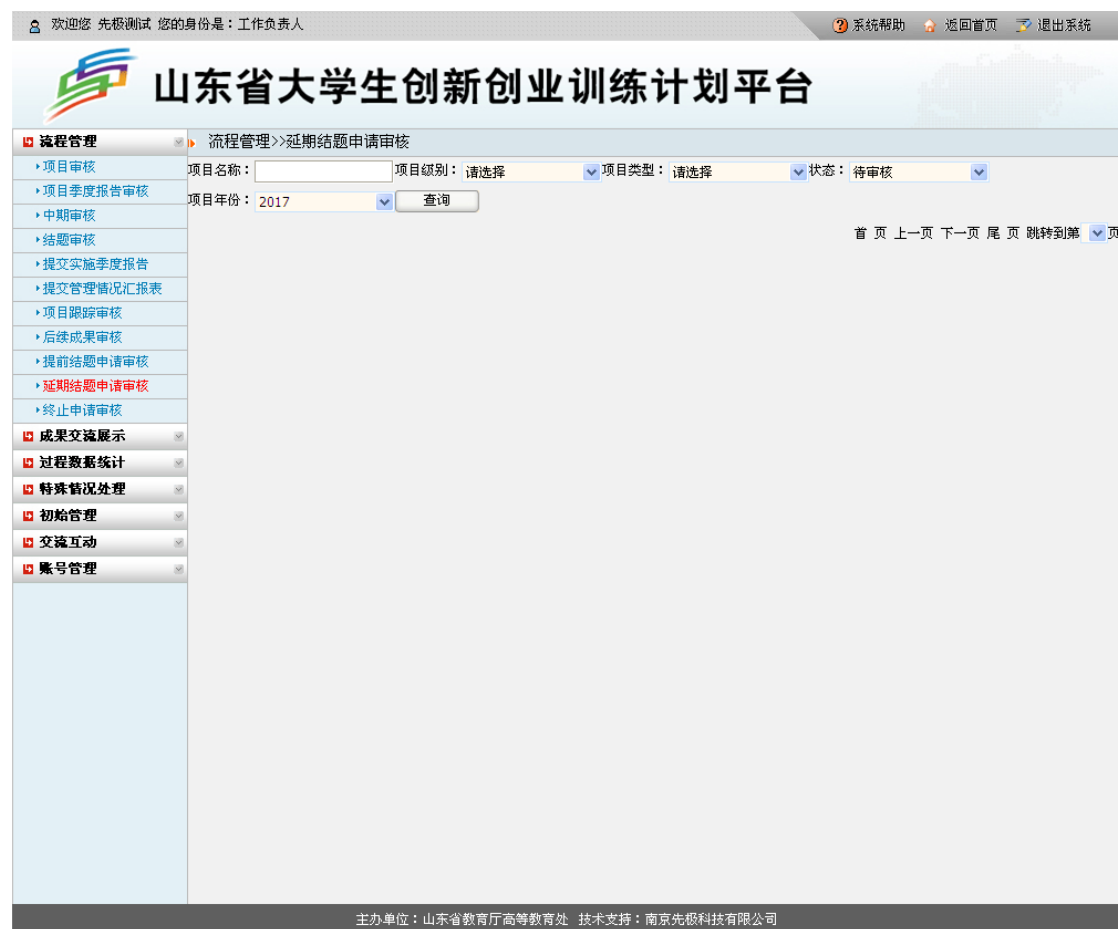 欢迎您 先极测试 您的身份是：工作负责人 系统帮助 返回首页 退出系统
山东省大学生创新创业训练计划平台
流程管理 流程管理>>延期结题申请审核
项目审核 项目名称： 项目级别： 请选择 项目类型： 请选择 状态： 待审核
项目季度报告审核 项目年份： 2017 查询
中期审核
首 页 上一页 下一页 尾 页 跳转到第 页
结题审核
提交实施季度报告
提交管理情况汇报表
项目跟踪审核
后续成果审核
提前结题申请审核
延期结题申请审核
终止申请审核
成果交流展示
过程数据统计
特殊情况处理
初始管理
交流互动
账号管理
主办单位：山东省教育厅高等教育处 技术支持：南京先极科技有限公司